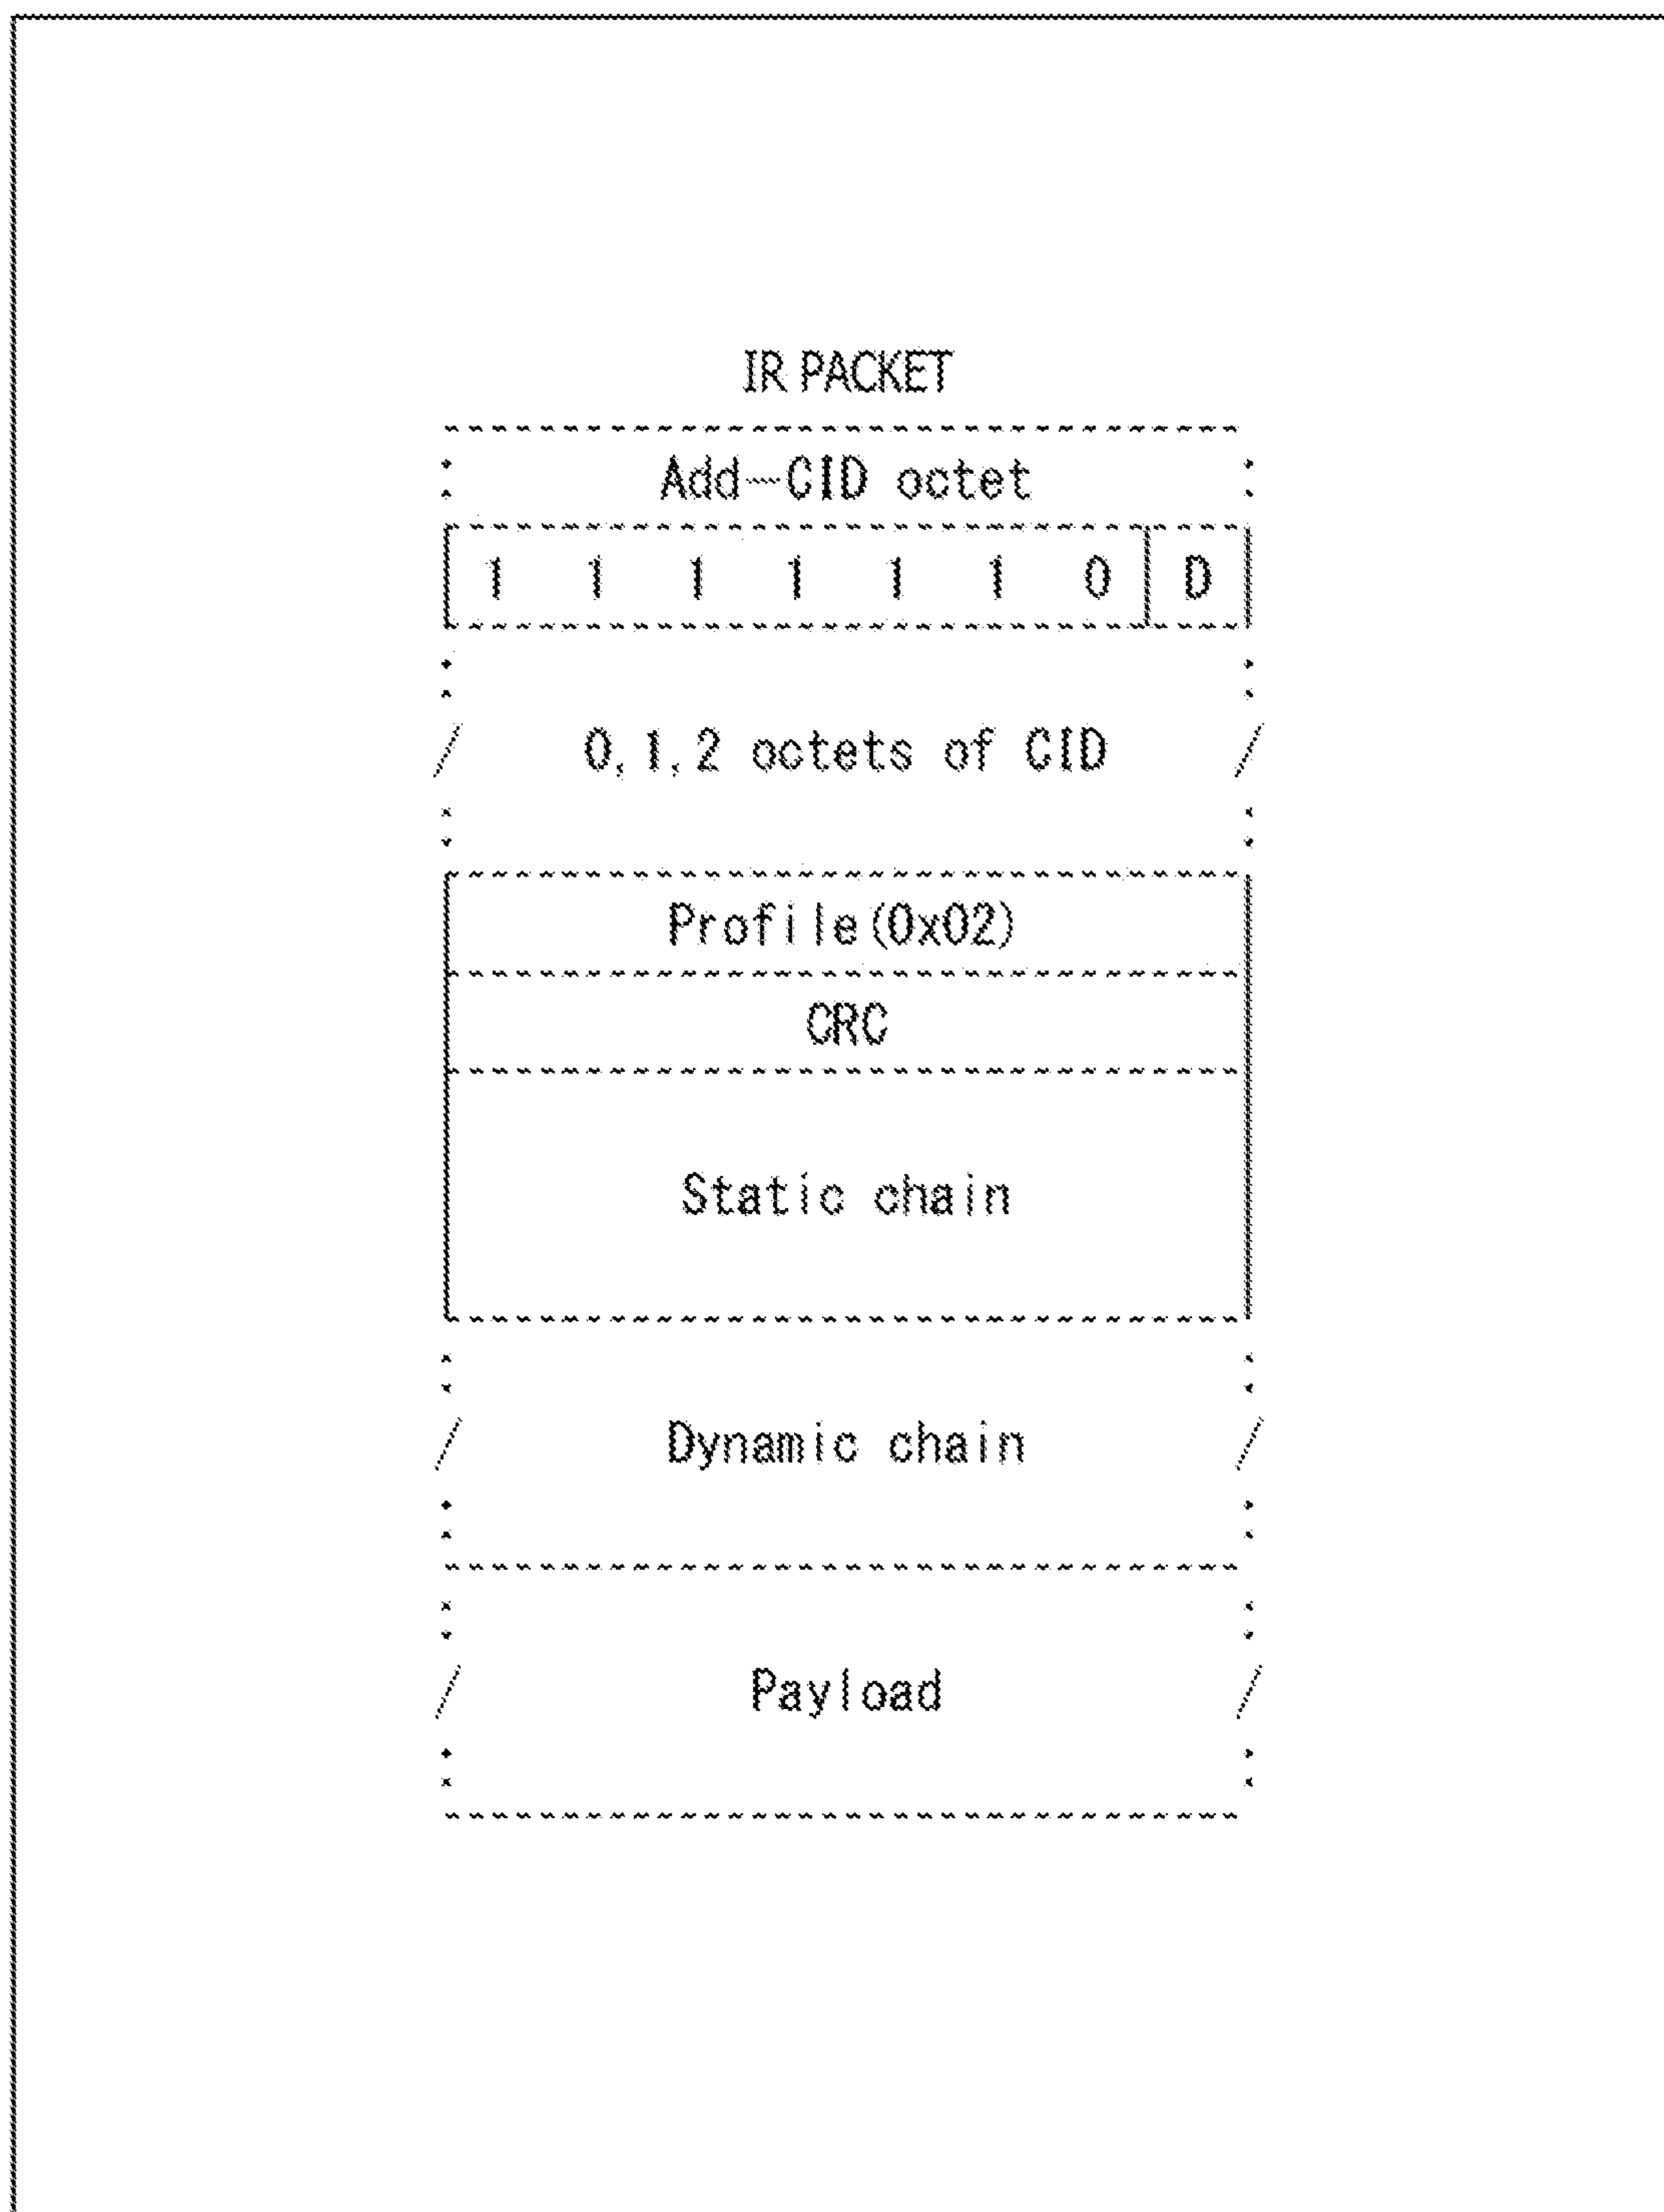 IR PACKET
Add-CID octet
1 1 1 1 1 1 0 D
0,1,2 octets of CID
Profile(0x02)
CRC
Static chain
Dynamic chain
Payload